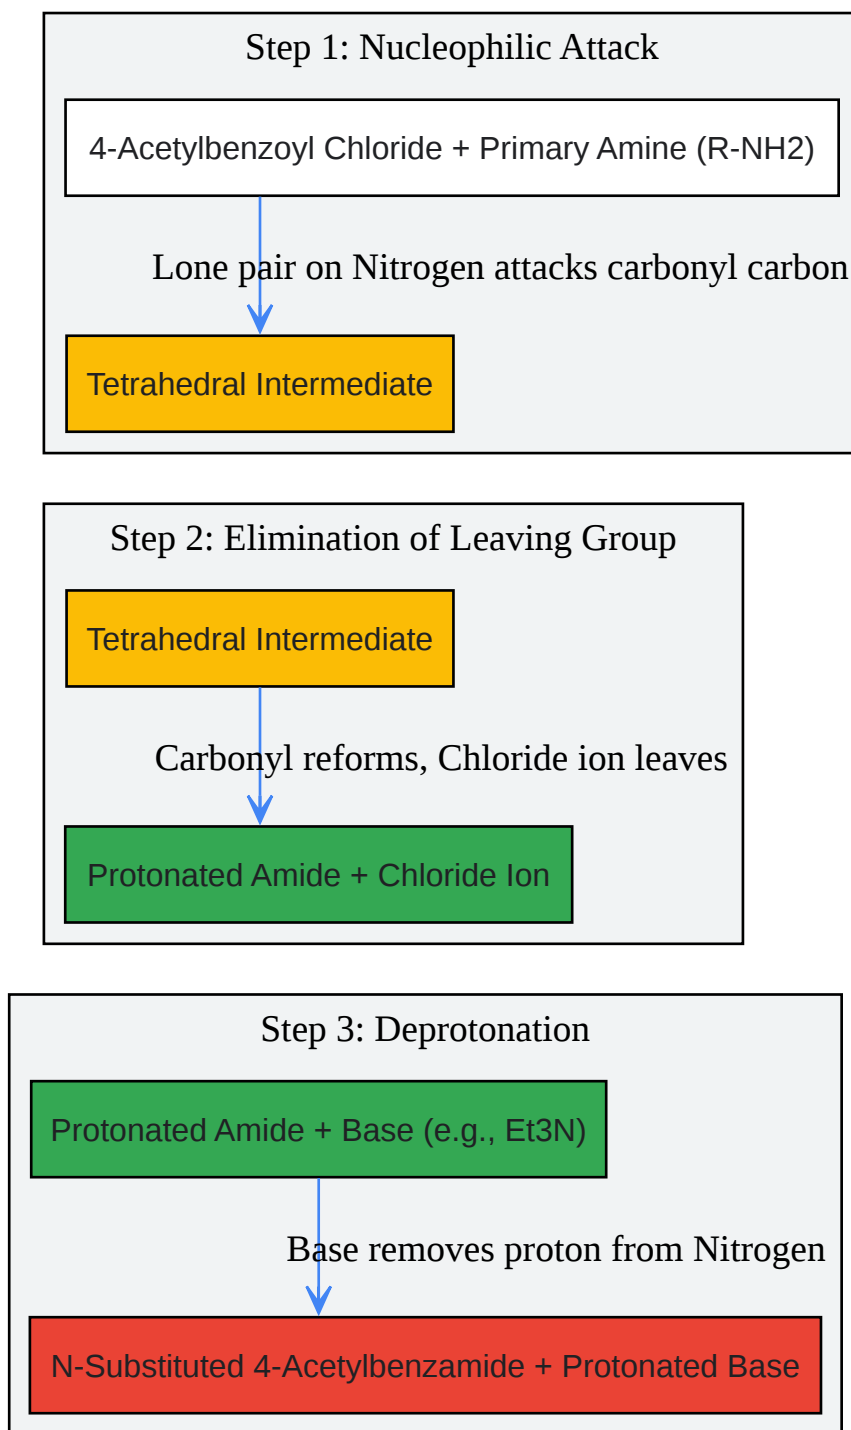 Step 1: Nucleophilic Attack
4-Acetylbenzoyl Chloride + Primary Amine (R-NH2)
Lone pair on Nitrogen attacks carbonyl carbon
Tetrahedral Intermediate
Step 2: Elimination of Leaving Group
Tetrahedral Intermediate
Carbonyl reforms, Chloride ion leaves
Protonated Amide + Chloride Ion
Step 3: Deprotonation
Protonated Amide + Base (e.g., Et3N)
Base removes proton from Nitrogen
N-Substituted 4-Acetylbenzamide + Protonated Base